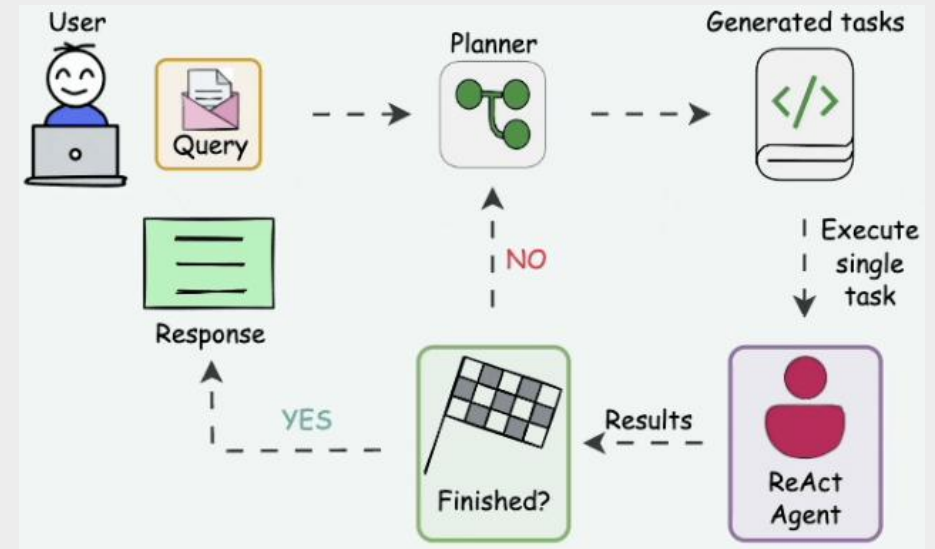 User
Query
Planner
Generated tasks
</>
Execute
single
task
NO
Response
YES
Finished?
Results
ReAct
Agent